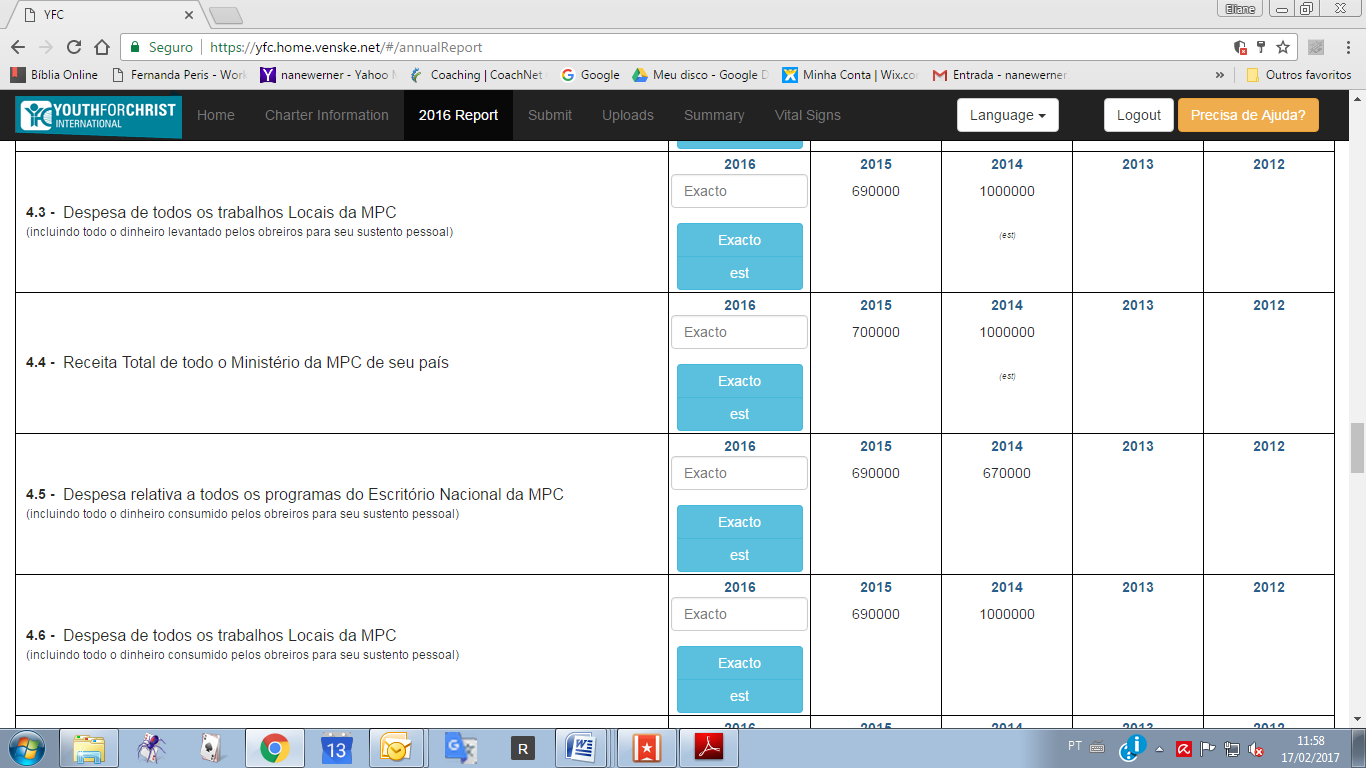 YFC
Eliane
Seguro https://yfc.home.venske.net/#/annualReport
Bíblia Online Fernanda Peris - Work nanewerner - Yahoo Coaching | CoachNet Google Meu disco - Google D Minha Conta | Wix.co Entrada - nanewerner » Outros favoritos
YOUTHFORCHRIST
INTERNATIONAL
Home Charter Information 2016 Report Submit Uploads Summary Vital Signs Language Logout Precisa de Ajuda?
2016 2015 2014 2013 2012
Exacto 690000 1000000
4.3 - Despesa de todos os trabalhos Locais da MPC
(incluindo todo o dinheiro levantado pelos obreiros para seu sustento pessoal)
(est)
Exacto
est
2016 2015 2014 2013 2012
Exacto 700000 1000000
4.4 - Receita Total de todo o Ministério da MPC de seu país
(est)
Exacto
est
2016 2015 2014 2013 2012
Exacto 690000 670000
4.5 - Despesa relativa a todos os programas do Escritório Nacional da MPC
(incluindo todo o dinheiro consumido pelos obreiros para seu sustento pessoal)
Exacto
est
2016 2015 2014 2013 2012
Exacto 690000 1000000
4.6 - Despesa de todos os trabalhos Locais da MPC
(incluindo todo o dinheiro consumido pelos obreiros para seu sustento pessoal)
Exacto
est
2016 2015 2014 2013 2012
13 R W PT 11:58
17/02/2017